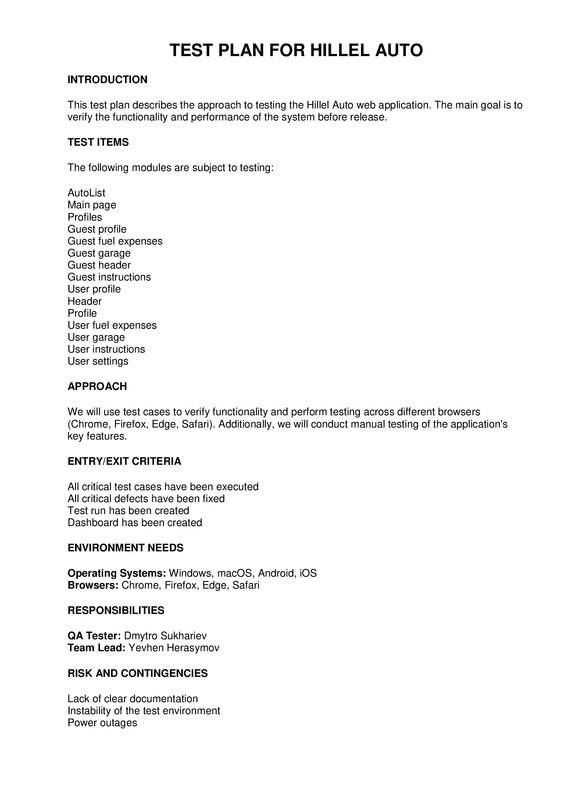 TEST PLAN FOR HILLEL AUTO
INTRODUCTION
This test plan describes the approach to testing the Hillel Auto web application. The main goal is to
verify the functionality and performance of the system before release.
TEST ITEMS
The following modules are subject to testing:
AutoList
Main page
Profiles
Guest profile
Guest fuel expenses
Guest garage
Guest header
Guest instructions
User profile
Header
Profile
User fuel expenses
User garage
User instructions
User settings
APPROACH
We will use test cases to verify functionality and perform testing across different browsers
(Chrome, Firefox, Edge, Safari). Additionally, we will conduct manual testing of the application's
key features.
ENTRY/EXIT CRITERIA
All critical test cases have been executed
All critical defects have been fixed
Test run has been created
Dashboard has been created
ENVIRONMENT NEEDS
Operating Systems: Windows, macOS, Android, iOS
Browsers: Chrome, Firefox, Edge, Safari
RESPONSIBILITIES
QA Tester: Dmytro Sukhariev
Team Lead: Yevhen Herasymov
RISK AND CONTINGENCIES
Lack of clear documentation
Instability of the test environment
Power outages